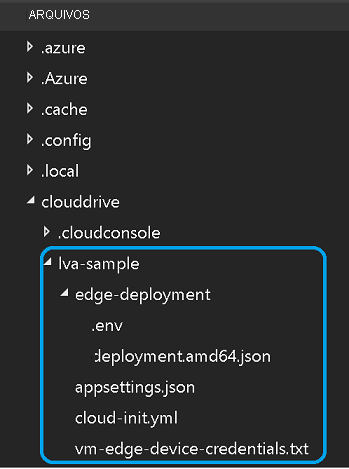 ARQUIVOS
.azure
.Azure
.cache
.config
.local
clouddrive
.cloudconsole
lva-sample
edge-deployment
.env
deployment.amd64.json
appsettings.json
cloud-init.yml
vm-edge-device-credentials.txt